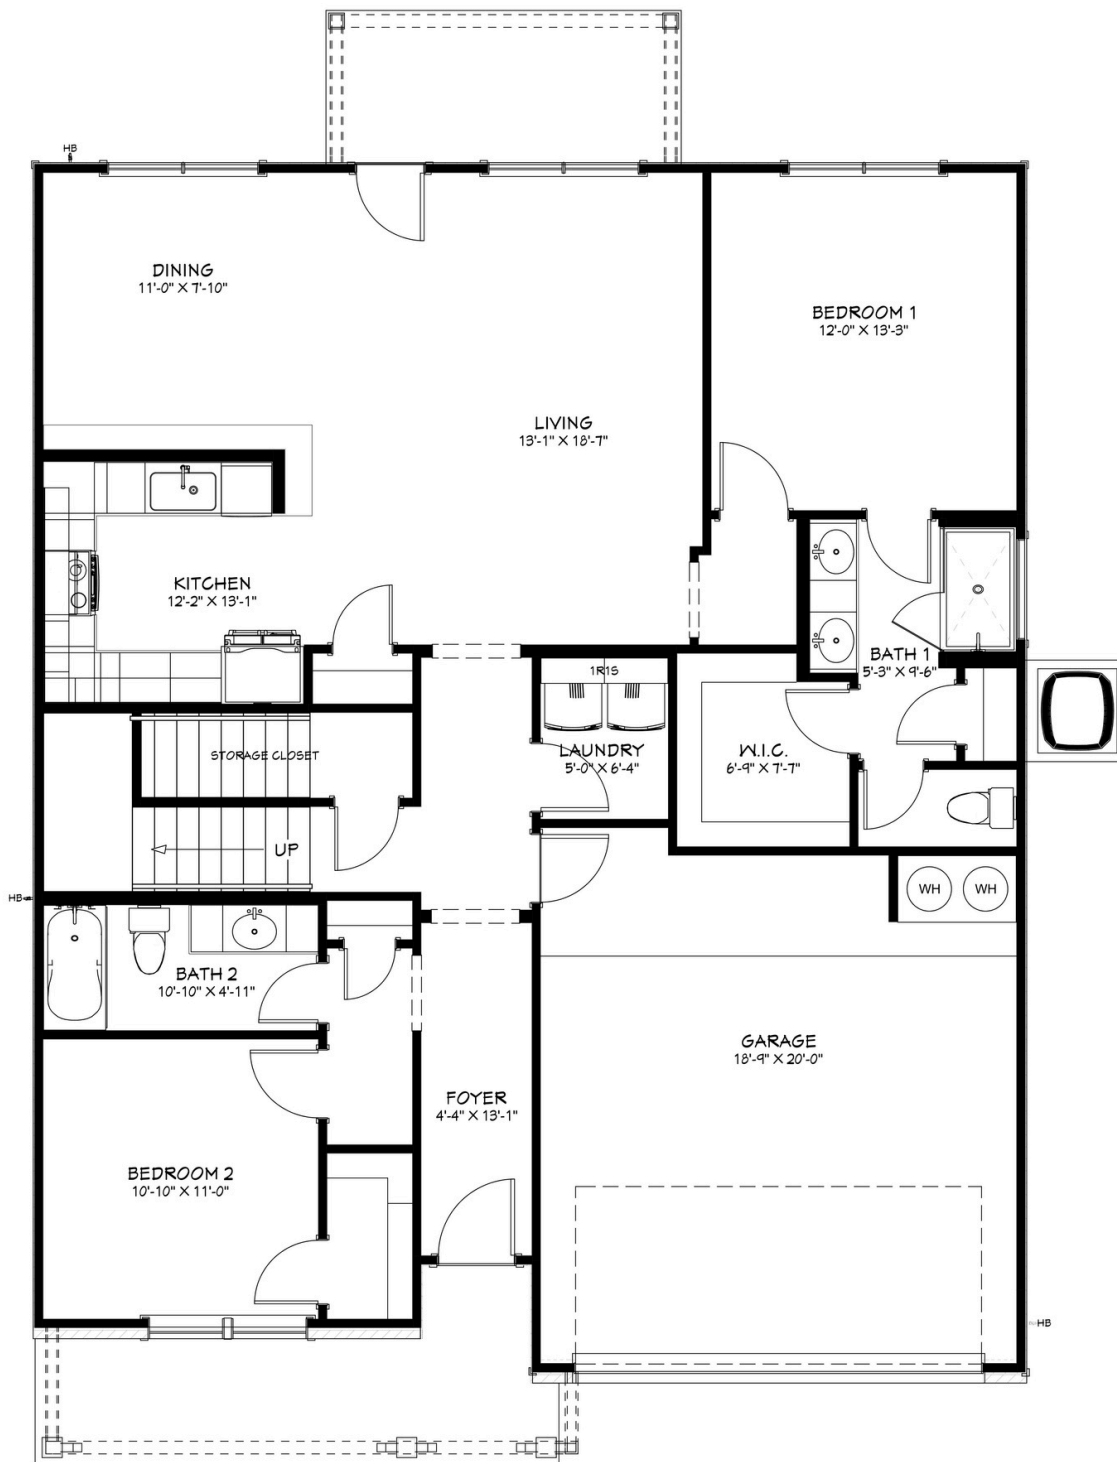 HB
DINING
11'-0" X 7'-10"
BEDROOM 1
12'-0" X 13'-3"
LIVING
13'-1" X 18'-7"
KITCHEN
12'-2" X 13'-1"
BATH 1
5'-3" X 9'-6"
1R1S
LAUNDRY
5'-0" X 6'-4"
W.I.C.
6'-9" X 7'-7"
STORAGE CLOSET
UP
HB
WH
WH
BATH 2
10'-10" X 4'-11"
GARAGE
18'-9" X 20'-0"
FOYER
4'-4" X 13'-1"
BEDROOM 2
10'-10" X 11'-0"
HB